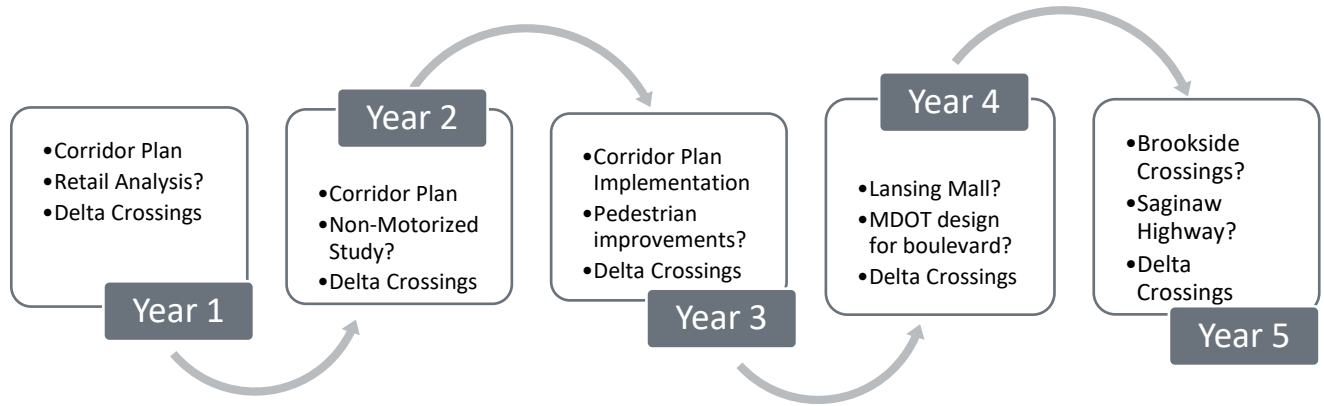 •Corridor Plan
•Retail Analysis?
•Delta Crossings
Year 1
Year 2
•Corridor Plan
•Non-Motorized
Study?
•Delta Crossings
•Corridor Plan
Implementation
•Pedestrian
improvements?
•Delta Crossings
Year 3
Year 4
•Lansing Mall?
•MDOT design
for boulevard?
•Delta Crossings
•Brookside
Crossings?
•Saginaw
Highway?
•Delta
Crossings
Year 5